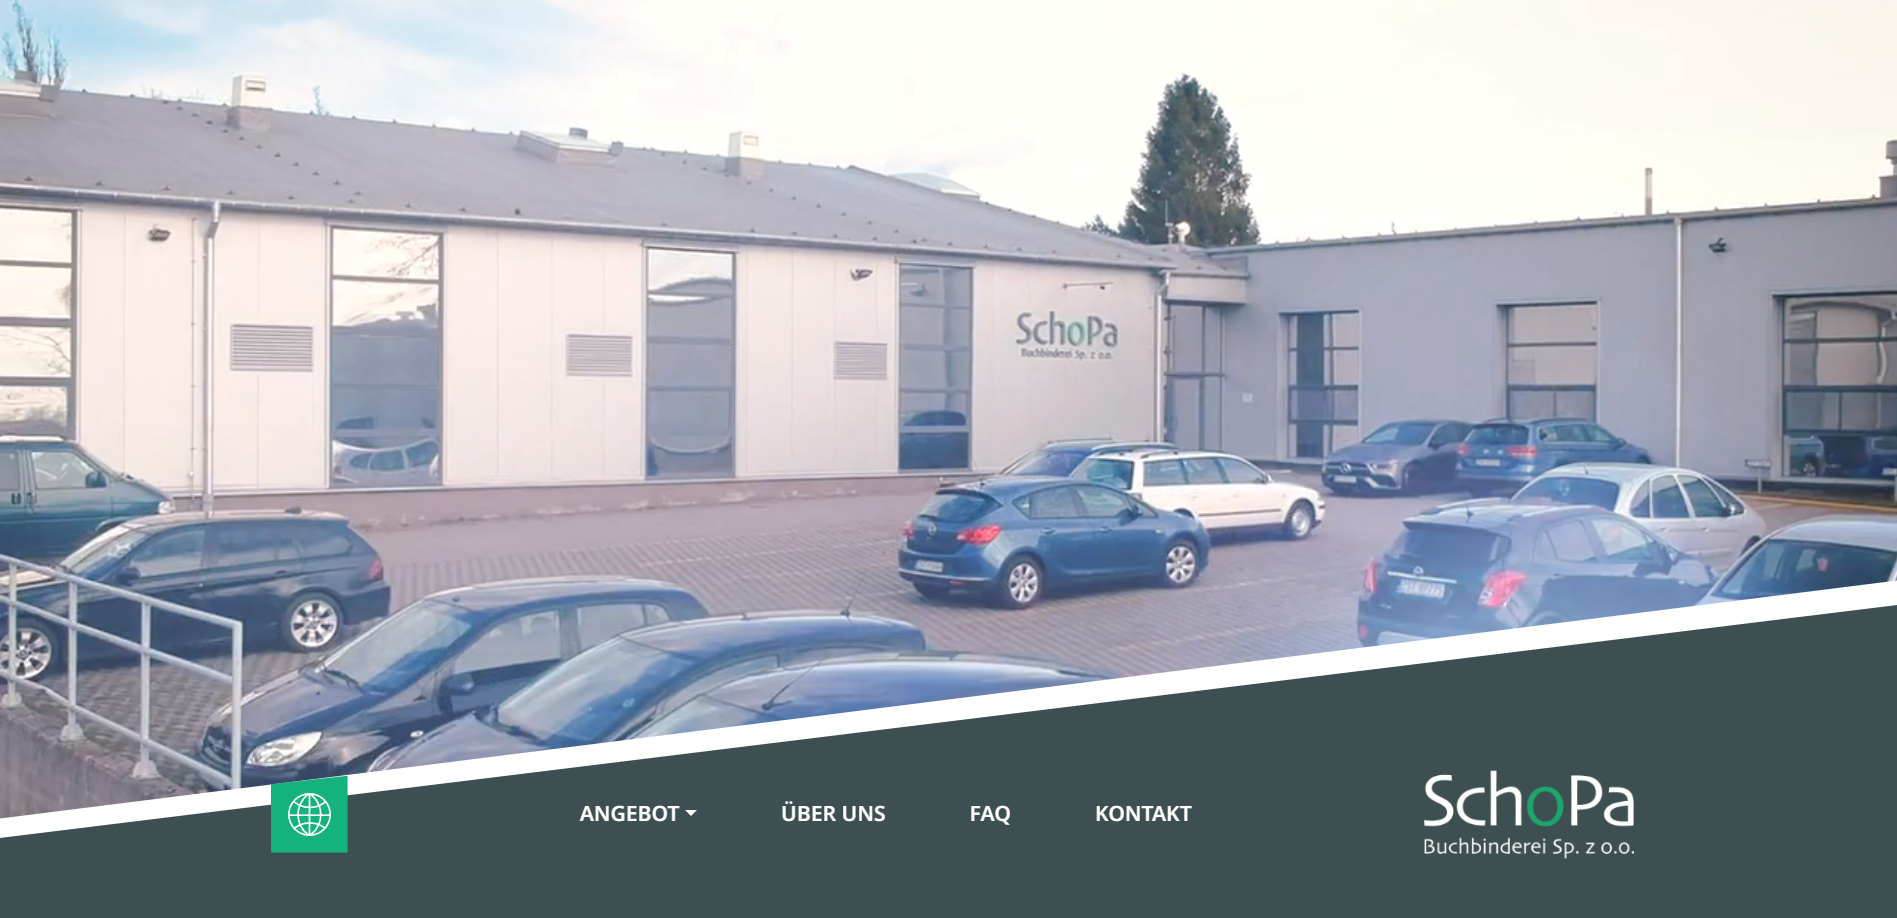 SchoPa
Buchbinderei Sp. z o.o.
ANGEBOT
ÜBER UNS
FAQ
KONTAKT
SchoPa
Buchbinderei Sp. z o.o.